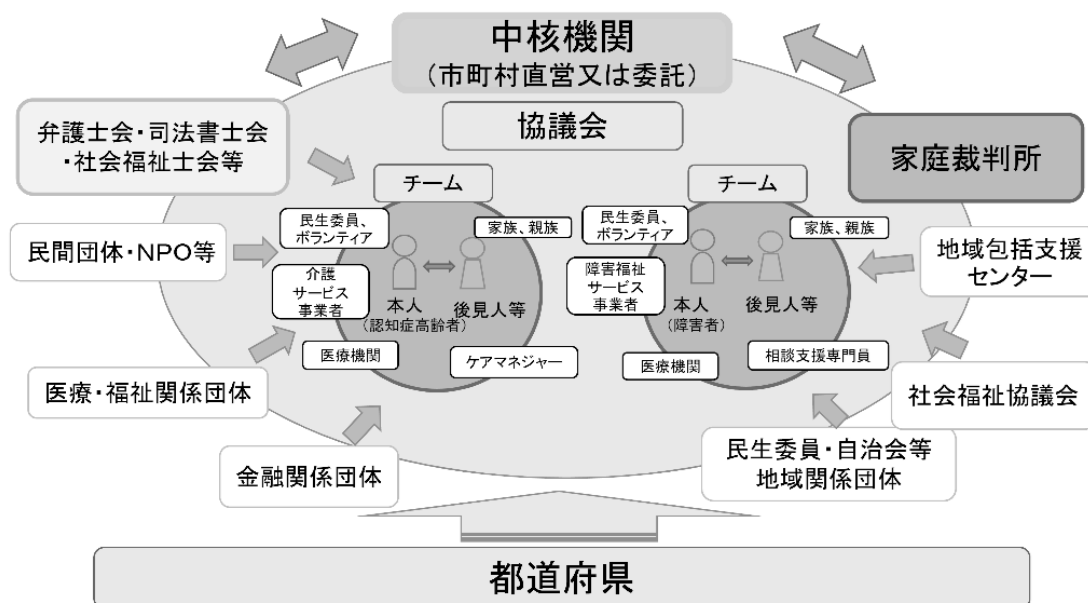 中核機関
（市町村直営又は委託）
協議会
弁護士会・司法書士会
・社会福祉士会等
家庭裁判所
チーム
民生委員、
ボランティア
家族、親族
介護
サービス
事業者
本人
（認知症高齢者）
後見人等
医療機関
ケアマネジャー
チーム
民生委員、
ボランティア
家族、親族
障害福祉
サービス
事業者
本人
（障害者）
後見人等
医療機関
相談支援専門員
民間団体・NPO等
地域包括支援
センター
医療・福祉関係団体
社会福祉協議会
金融関係団体
民生委員・自治会等
地域関係団体
都道府県